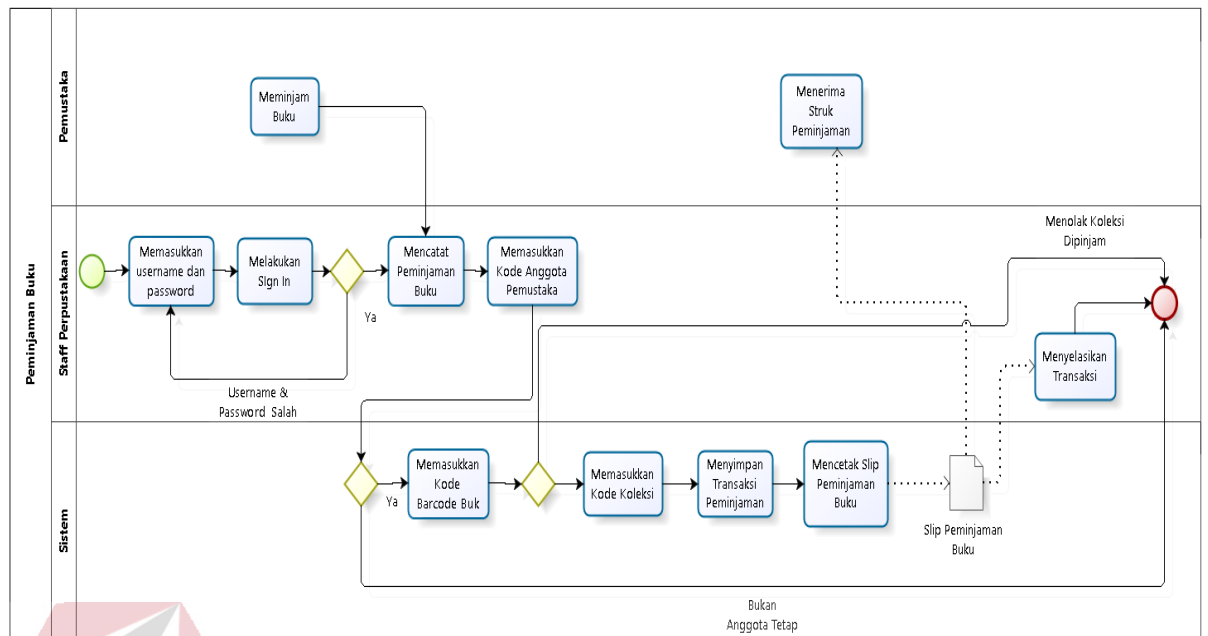 Peminjaman Buku
Pemustaka
Meminjam
Buku
Menerima
Struk
Peminjaman
Staff Perpustakaan
Memasukkan
username dan
password
Melakukan
SIgn In
Ya
Username &
Password Salah
Mencatat
Peminjaman
Buku
Memasukkan
Kode Anggota
Pemustaka
Menolak Koleksi
Dipinjam
Menyelasikan
Transaksi
Sistem
Ya
Memasukkan
Kode
Barcode Buk
Memasukkan
Kode Koleksi
Menyimpan
Transaksi
Peminjaman
Mencetak Slip
Peminjaman
Buku
Slip Peminjaman
Buku
Bukan
Anggota Tetap